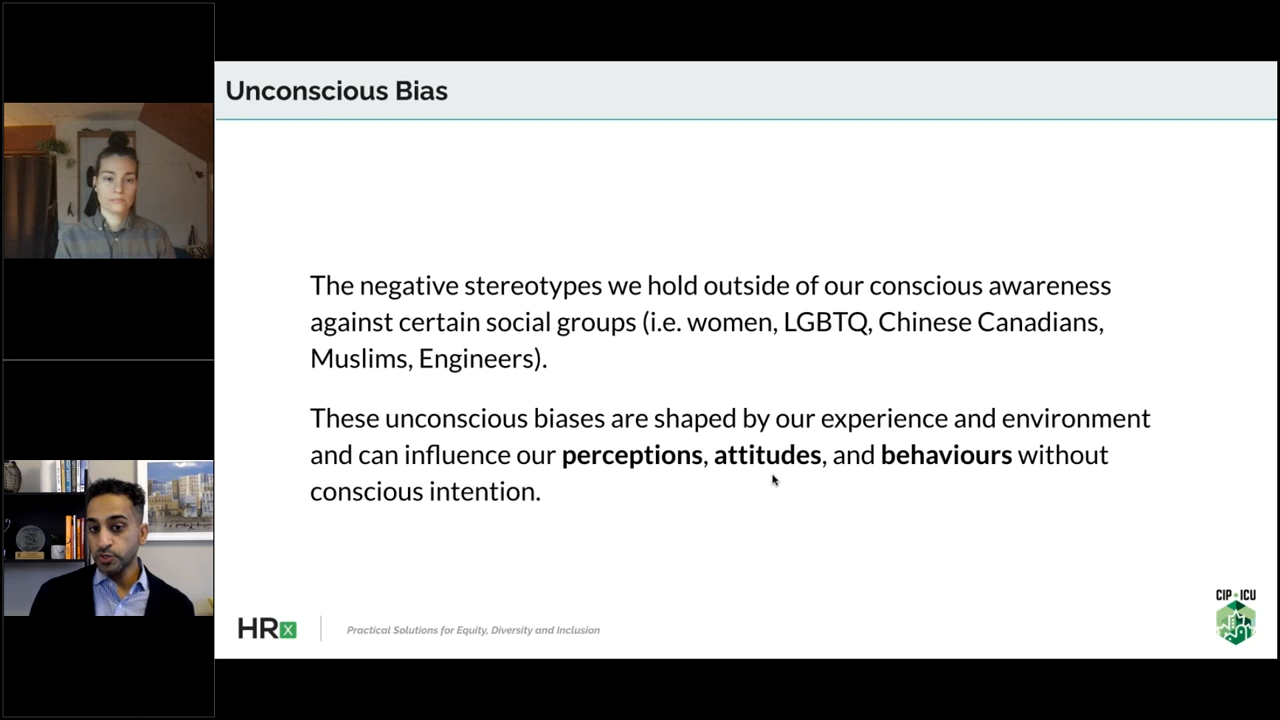 Unconscious Bias
The negative stereotypes we hold outside of our conscious awareness
against certain social groups (i.e. women, LGBTQ, Chinese Canadians,
Muslims, Engineers).
These unconscious biases are shaped by our experience and environment
and can influence our perceptions, attitudes, and behaviours without
conscious intention.
HRX
Practical Solutions for Equity, Diversity and Inclusion
CIP ICU